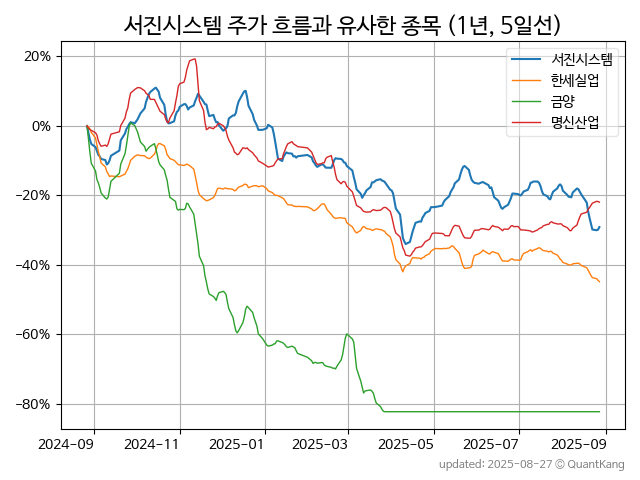 서진시스템 주가 흐름과 유사한 종목 (1년, 5일선)
서진시스템
한세실업
금양
명신산업
20%
0%
−20%
−40%
−60%
−80%
2024-09 2024-11 2025-01 2025-03 2025-05 2025-07 2025-09
updated: 2025-08-27 © QuantKang